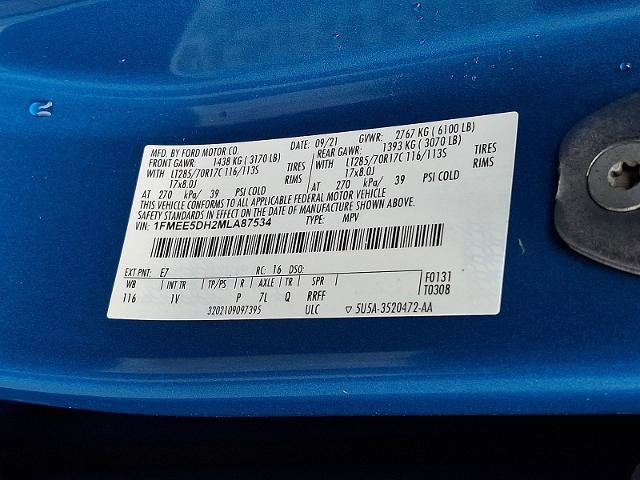 MFD. BY FORD MOTOR CO. DATE: 09/21 GVWR: 2767 KG ( 6100 LB)
FRONT GAWR: 1438 KG ( 3170 LB) REAR GAWR: 1393 KG ( 3070 LB)
WITH LT285/70R17C 116/113S TIRES WITH LT285/70R17C 116/113S TIRES
17x8.0J RIMS 17x8.0J RIMS
AT 270 kPa/ 39 PSI COLD AT 270 kPa/ 39 PSI COLD
THIS VEHICLE CONFORMS TO ALL APPLICABLE FEDERAL MOTOR VEHICLE
SAFETY STANDARDS IN EFFECT ON THE DATE OF MANUFACTURE SHOWN ABOVE.
VIN: 1FMEE5DH2MLA87534 TYPE: MPV
EXT PNT: E7 RC: 16 DSO:
WB INT TR TP/PS R AXLE TR SPR F0131
116 1V P 7L Q RRFF T0308
3202109097395 ULC ▽ 5U5A-3520472-AA